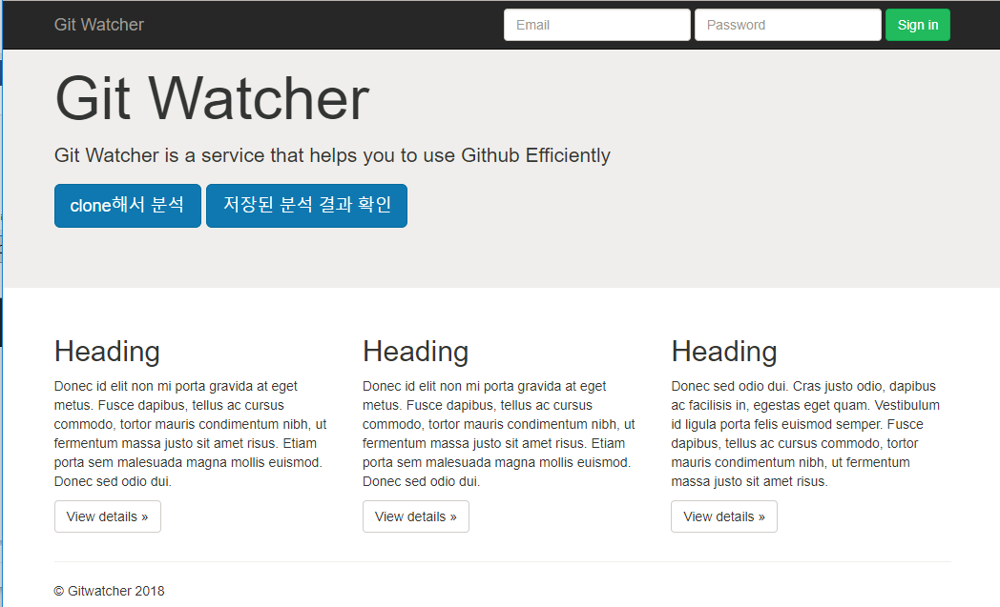 Git Watcher
Email
Password
Sign in
Git Watcher
Git Watcher is a service that helps you to use Github Efficiently
clone해서 분석
저장된 분석 결과 확인
Heading
Donec id elit non mi porta gravida at eget
metus. Fusce dapibus, tellus ac cursus
commodo, tortor mauris condimentum nibh, ut
fermentum massa justo sit amet risus. Etiam
porta sem malesuada magna mollis euismod.
Donec sed odio dui.
View details »
Heading
Donec id elit non mi porta gravida at eget
metus. Fusce dapibus, tellus ac cursus
commodo, tortor mauris condimentum nibh, ut
fermentum massa justo sit amet risus. Etiam
porta sem malesuada magna mollis euismod.
Donec sed odio dui.
View details »
Heading
Donec sed odio dui. Cras justo odio, dapibus
ac facilisis in, egestas eget quam. Vestibulum
id ligula porta felis euismod semper. Fusce
dapibus, tellus ac cursus commodo, tortor
mauris condimentum nibh, ut fermentum
massa justo sit amet risus.
View details »
© Gitwatcher 2018